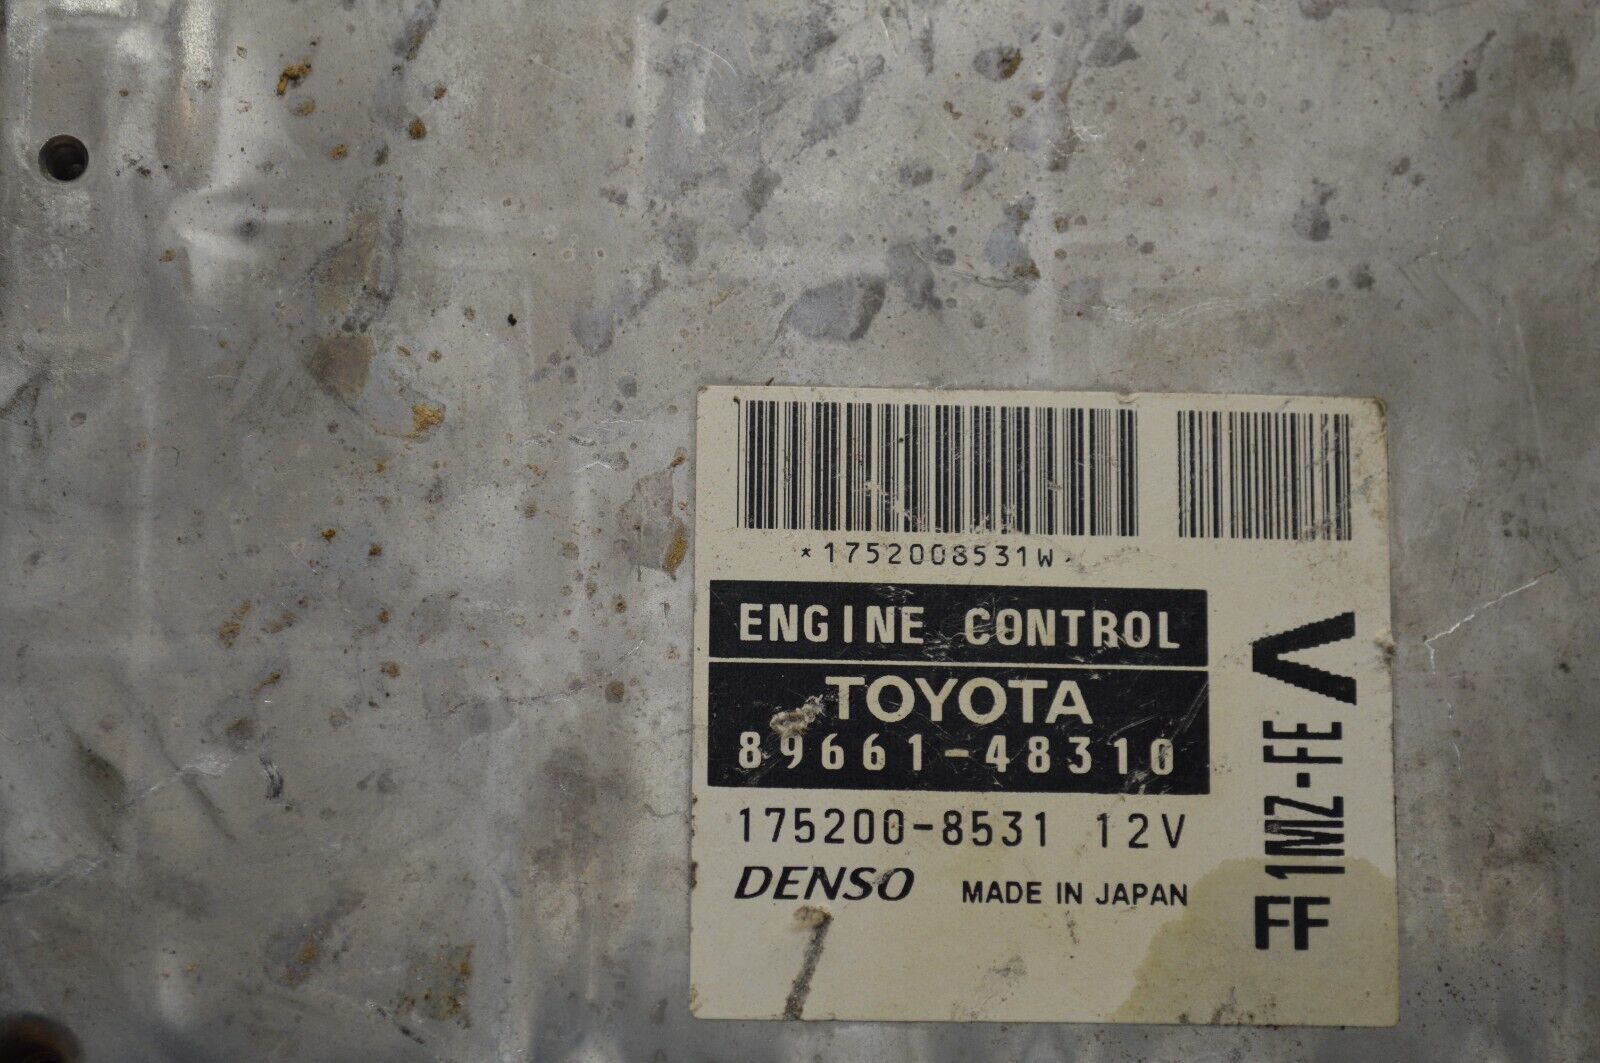 *1752008531W*
ENGINE CONTROL
TOYOTA
89661-48310
175200-8531 12V
DENSO MADE IN JAPAN
FF 1MZ-FE V